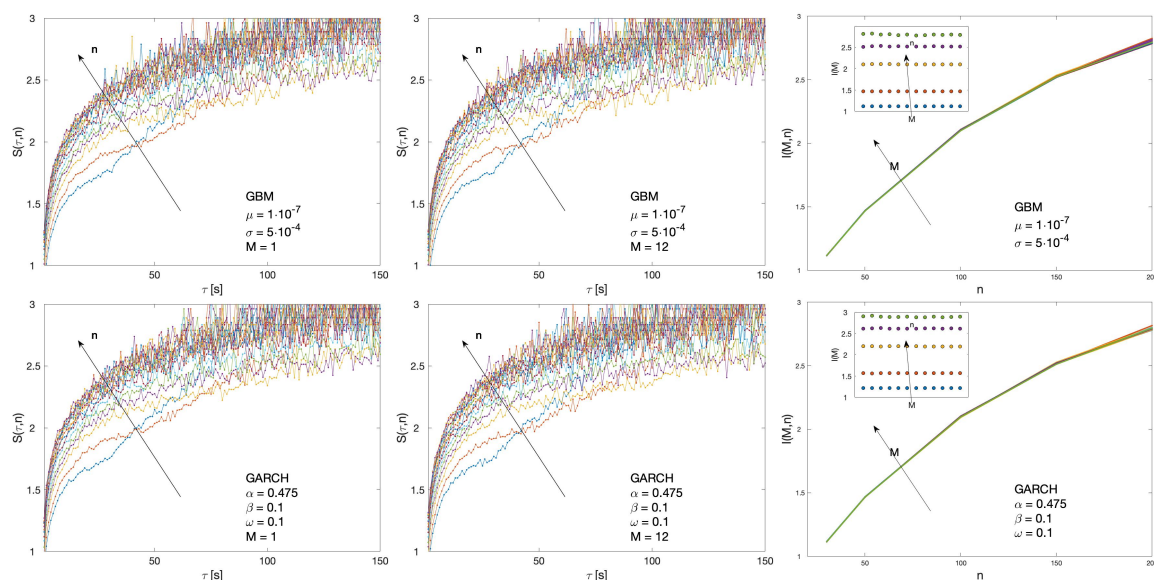 3
2.5
2
1.5
1
S(τ,n)
n
GBM
μ = 1·10⁻⁷
σ = 5·10⁻⁴
M = 1
50
100
150
τ [s]
3
2.5
2
1.5
1
S(τ,n)
n
GBM
μ = 1·10⁻⁷
σ = 5·10⁻⁴
M = 12
50
100
150
τ [s]
3
2.5
2
1.5
1
I(M,n)
2.5
2
1.5
1
I(M)
n
M
M
GBM
μ = 1·10⁻⁷
σ = 5·10⁻⁴
50
100
150
200
n
3
2.5
2
1.5
1
S(τ,n)
n
GARCH
α = 0.475
β = 0.1
ω = 0.1
M = 1
50
100
150
τ [s]
3
2.5
2
1.5
1
S(τ,n)
n
GARCH
α = 0.475
β = 0.1
ω = 0.1
M = 12
50
100
150
τ [s]
3
2.5
2
1.5
1
I(M,n)
3
2.5
2
1.5
1
I(M)
n
M
M
GARCH
α = 0.475
β = 0.1
ω = 0.1
50
100
150
200
n